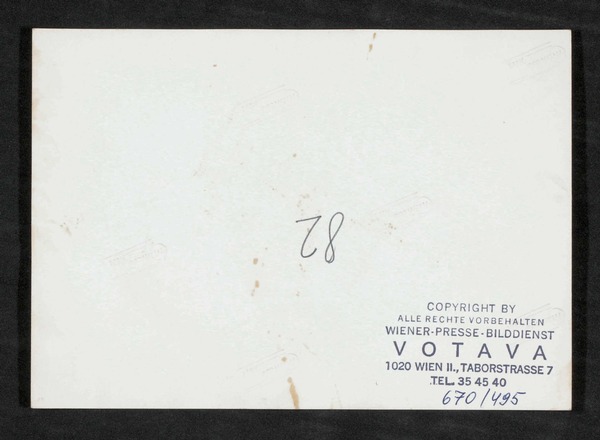 82
COPYRIGHT BY
ALLE RECHTE VORBEHALTEN
WIENER-PRESSE-BILDDIENST
VOTAVA
1020 WIEN II., TABORSTRASSE 7
TEL. 35 45 40
670/495